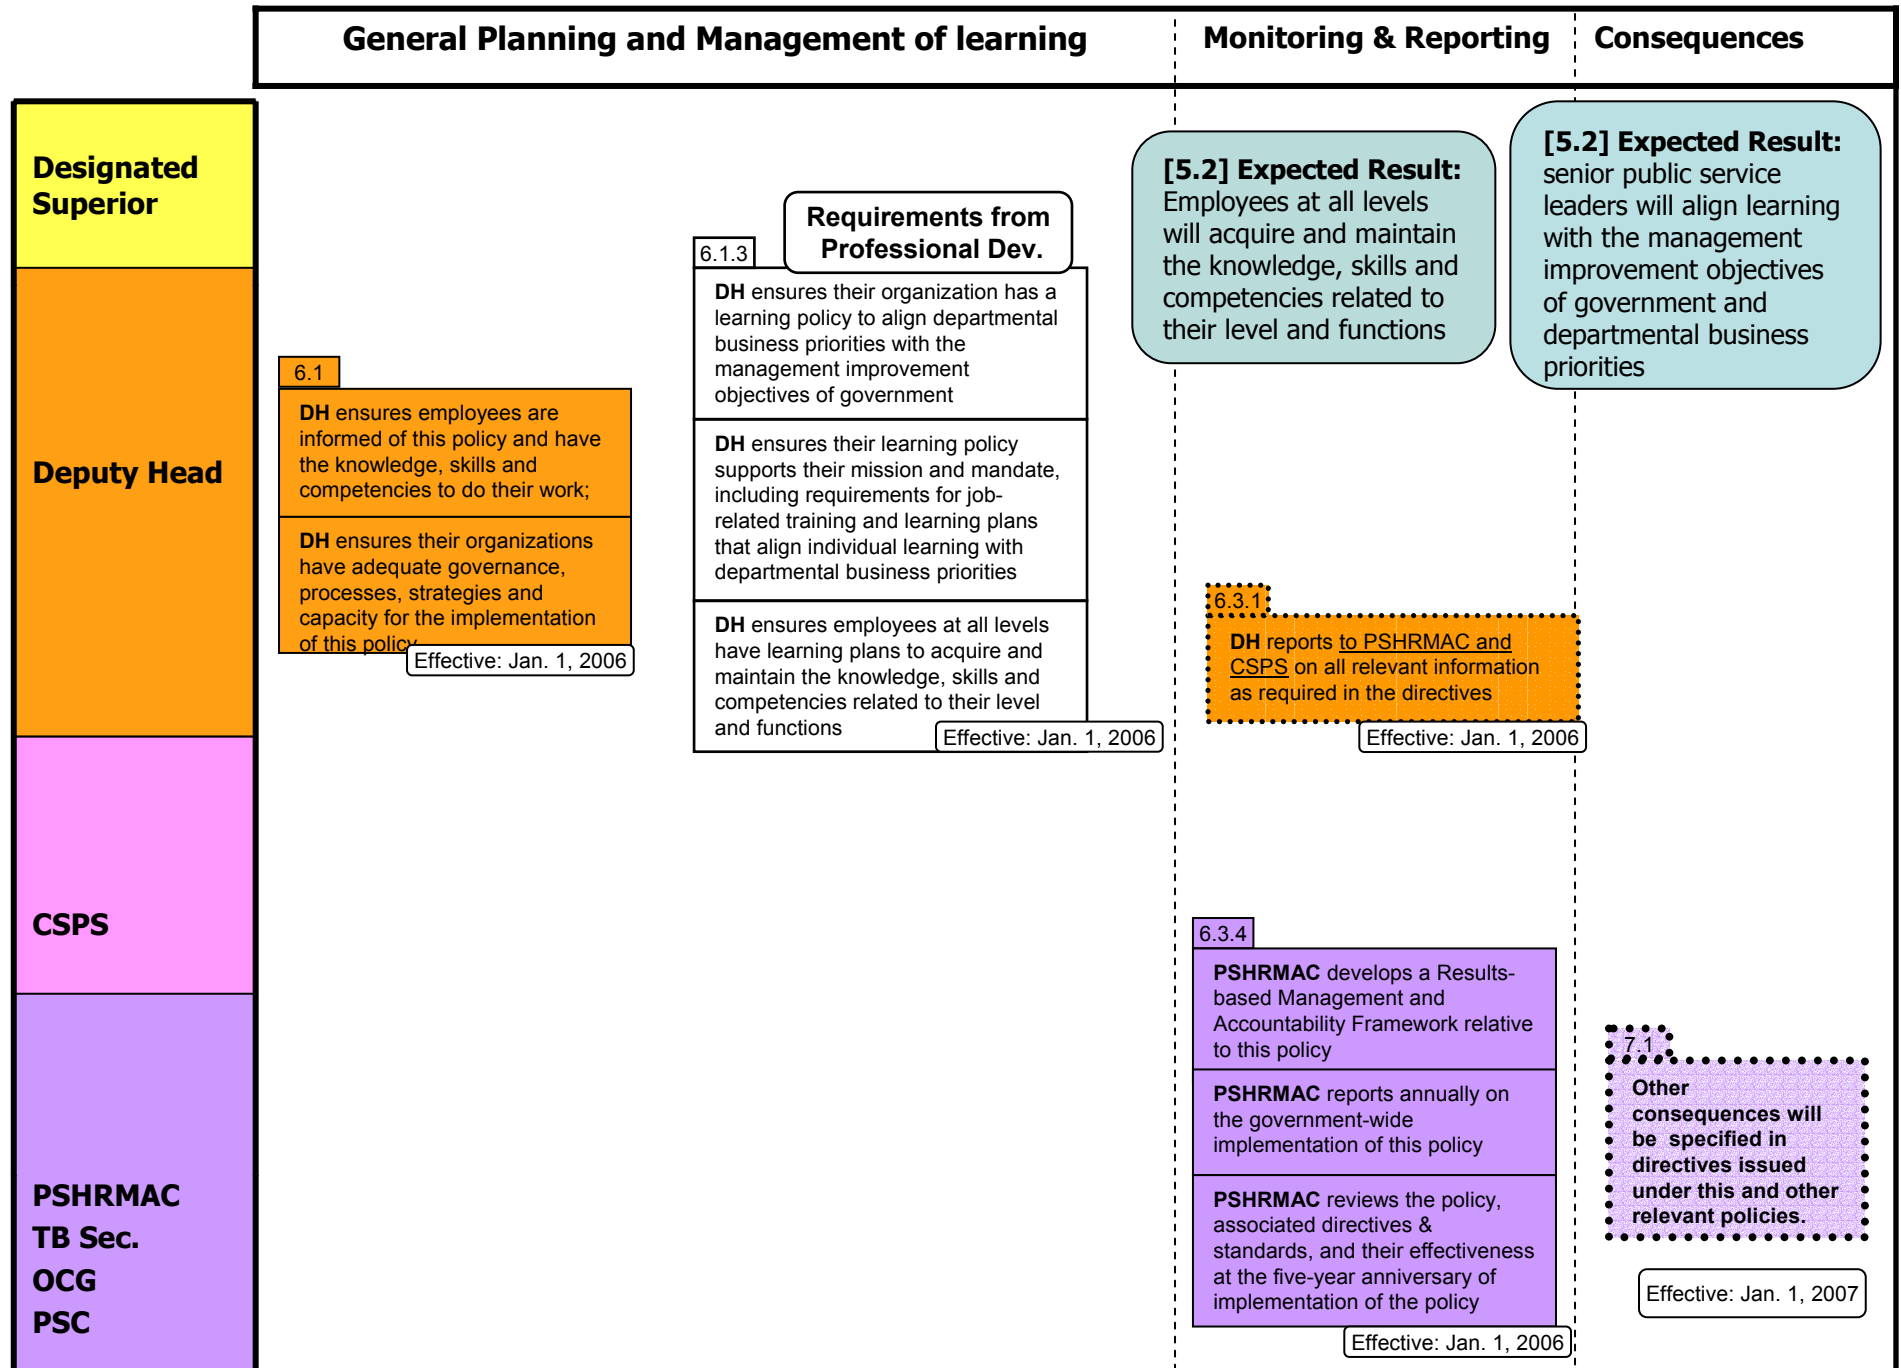 General Planning and Management of learning
Monitoring & Reporting
Consequences
Designated
Superior
Deputy Head
CSPS
PSHRMAC
TB Sec.
OCG
PSC
6.1
DH ensures employees are
informed of this policy and have
the knowledge, skills and
competencies to do their work;
DH ensures their organizations
have adequate governance,
processes, strategies and
capacity for the implementation
of this policy
Effective: Jan. 1, 2006
Requirements from
Professional Dev.
6.1.3
DH ensures their organization has a
learning policy to align departmental
business priorities with the
management improvement
objectives of government
DH ensures their learning policy
supports their mission and mandate,
including requirements for job-
related training and learning plans
that align individual learning with
departmental business priorities
DH ensures employees at all levels
have learning plans to acquire and
maintain the knowledge, skills and
competencies related to their level
and functions
Effective: Jan. 1, 2006
[5.2] Expected Result:
Employees at all levels
will acquire and maintain
the knowledge, skills and
competencies related to
their level and functions
6.3.1
DH reports to PSHRMAC and
CSPS on all relevant information
as required in the directives
Effective: Jan. 1, 2006
6.3.4
PSHRMAC develops a Results-
based Management and
Accountability Framework relative
to this policy
PSHRMAC reports annually on
the government-wide
implementation of this policy
PSHRMAC reviews the policy,
associated directives &
standards, and their effectiveness
at the five-year anniversary of
implementation of the policy
Effective: Jan. 1, 2006
[5.2] Expected Result:
senior public service
leaders will align learning
with the management
improvement objectives
of government and
departmental business
priorities
7.1
Other
consequences will
be specified in
directives issued
under this and other
relevant policies.
Effective: Jan. 1, 2007